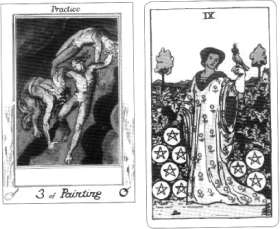 Practice
3 of Painting
IX